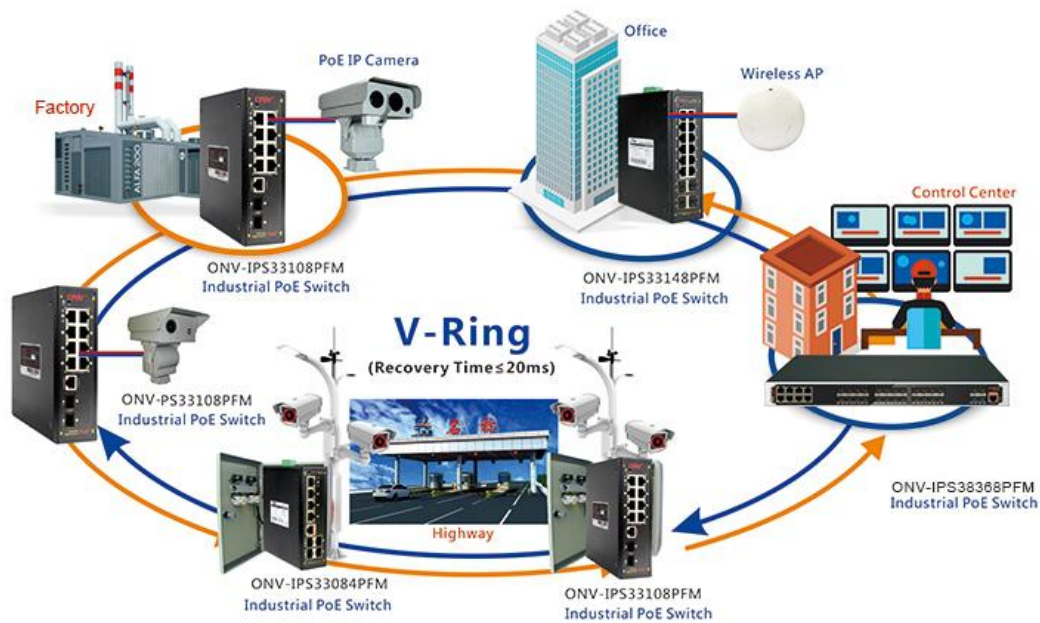 Office
PoE IP Camera
Wireless AP
Factory
ALFA 200
Control Center
ONV-IPS33108PFM
Industrial PoE Switch
ONV-IPS33148PFM
Industrial PoE Switch
V-Ring
(Recovery Time≤20ms)
ONV-PS33108PFM
Industrial PoE Switch
ONV-IPS38368PFM
Industrial PoE Switch
Highway
ONV-IPS33084PFM
Industrial PoE Switch
ONV-IPS33108PFM
Industrial PoE Switch